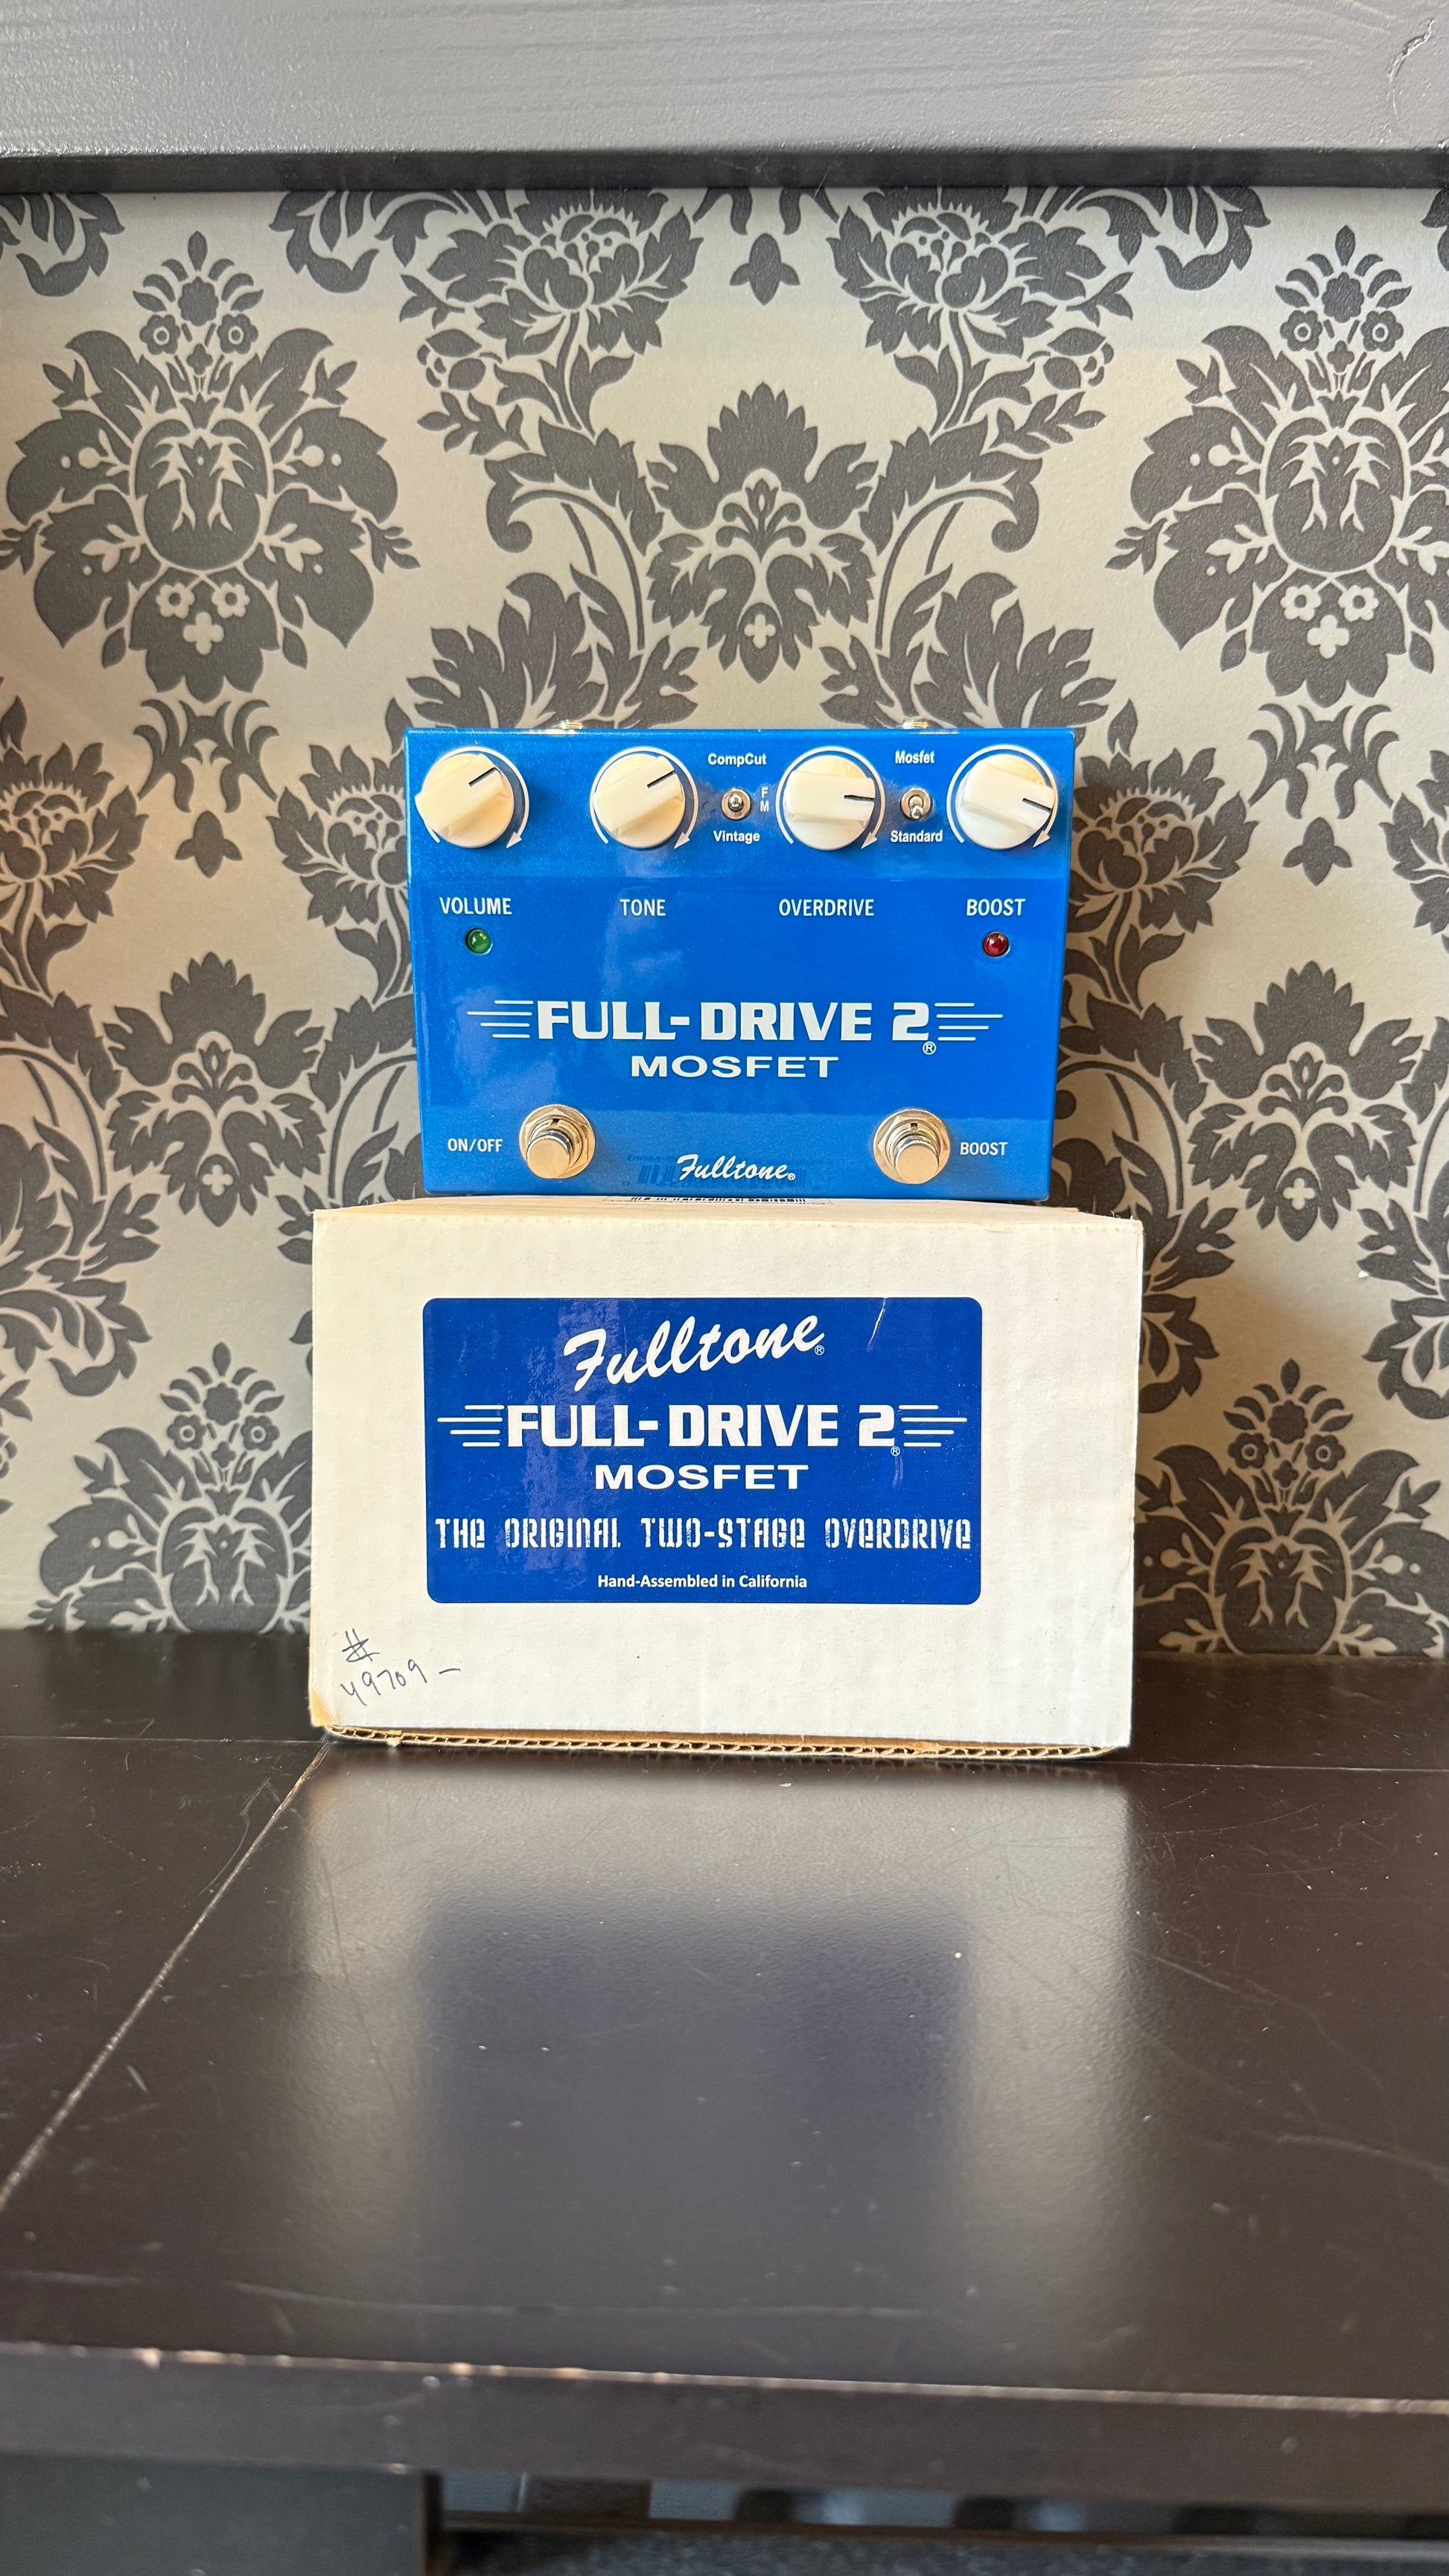 CompCut
Mosfet
F
M
Vintage
Standard
VOLUME
TONE
OVERDRIVE
BOOST
FULL-DRIVE 2®
MOSFET
ON/OFF
BOOST
Fulltone®
Fulltone®
FULL-DRIVE 2®
MOSFET
THE ORIGINAL TWO-STAGE OVERDRIVE
Hand-Assembled in California
#
49709-